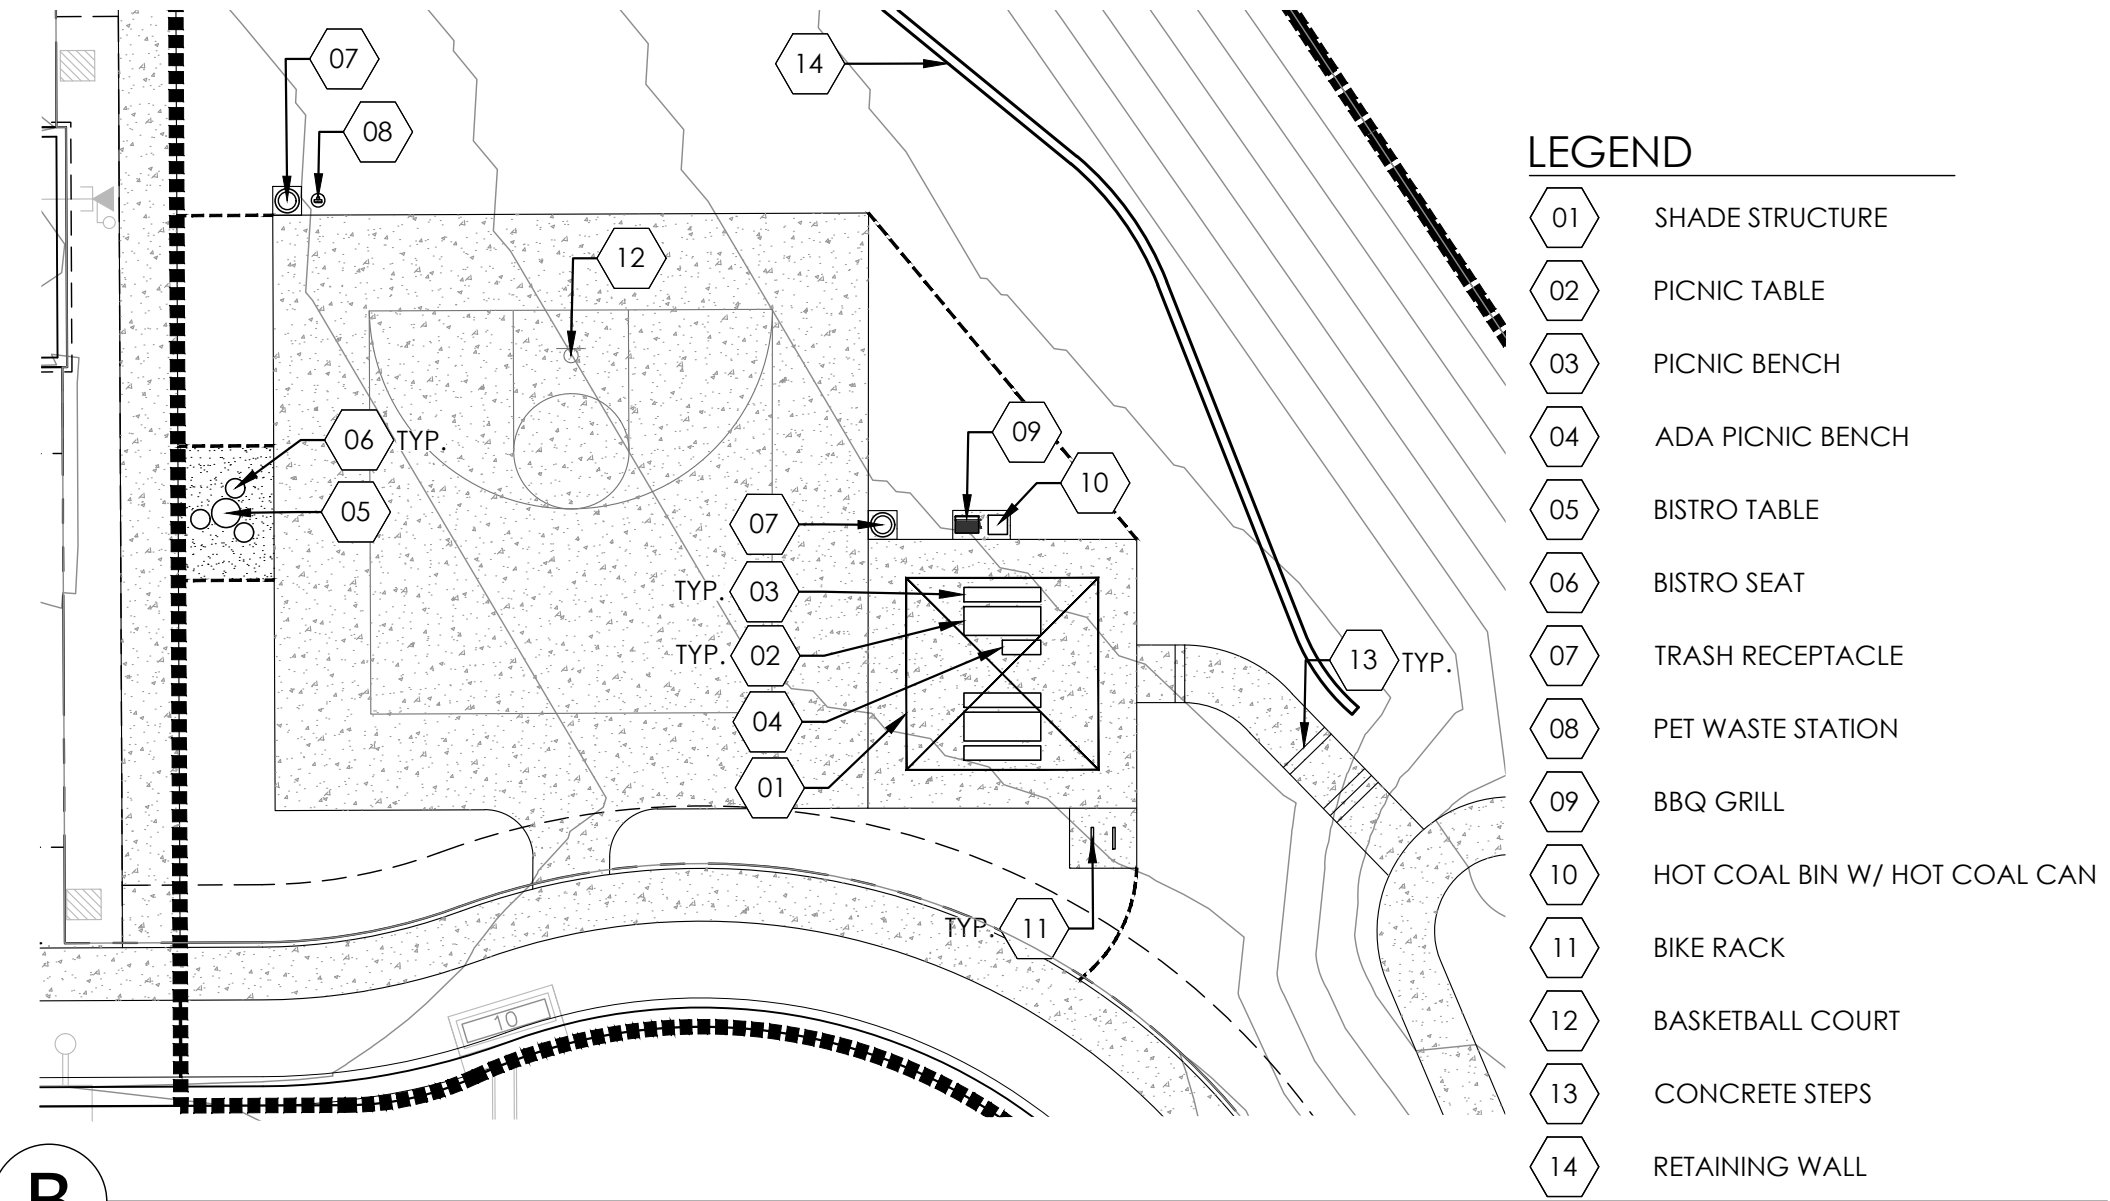 07
14
08
12
06 TYP.
09
10
05
07
TYP. 03
TYP. 02
13 TYP.
04
01
TYP. 11
10
B
LEGEND
01 SHADE STRUCTURE
02 PICNIC TABLE
03 PICNIC BENCH
04 ADA PICNIC BENCH
05 BISTRO TABLE
06 BISTRO SEAT
07 TRASH RECEPTACLE
08 PET WASTE STATION
09 BBQ GRILL
10 HOT COAL BIN W/ HOT COAL CAN
11 BIKE RACK
12 BASKETBALL COURT
13 CONCRETE STEPS
14 RETAINING WALL